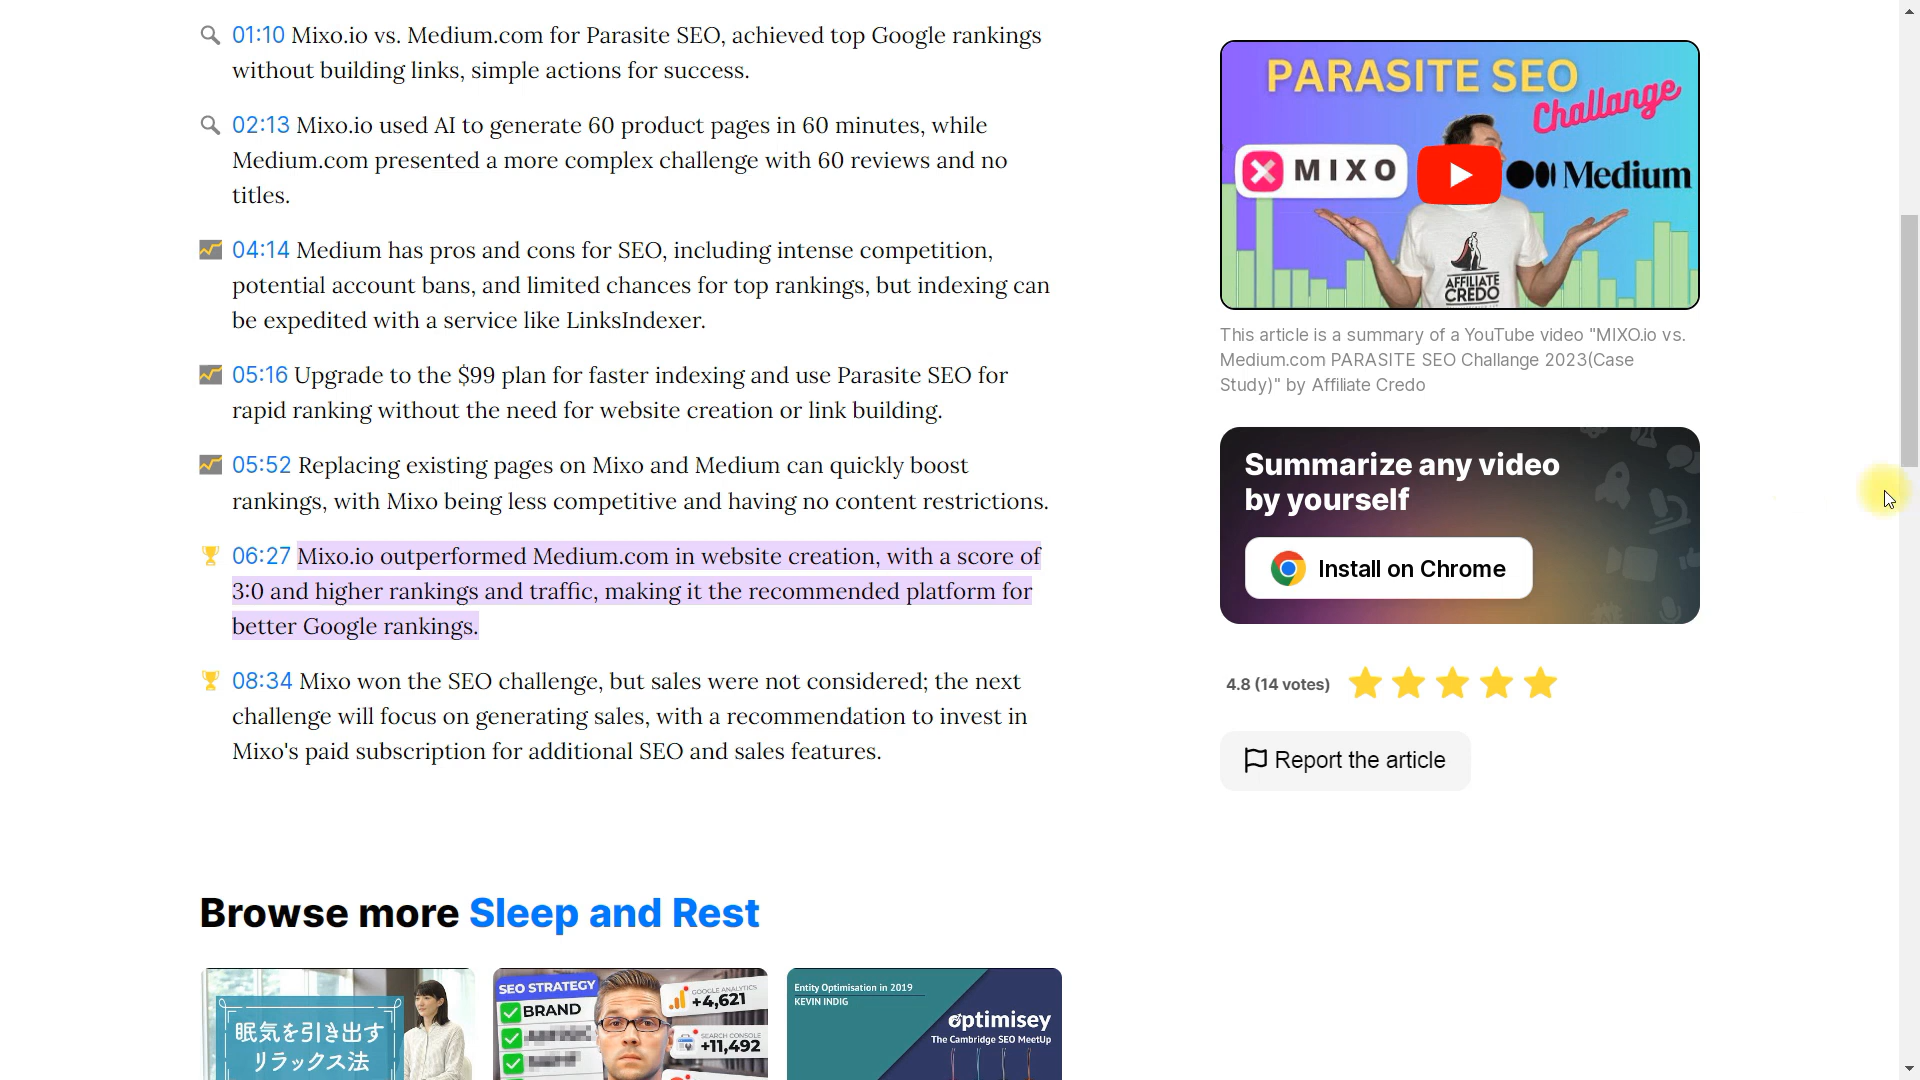 01:10 Mixo.io vs. Medium.com for Parasite SEO, achieved top Google rankings
without building links, simple actions for success.
02:13 Mixo.io used AI to generate 60 product pages in 60 minutes, while
Medium.com presented a more complex challenge with 60 reviews and no
titles.
04:14 Medium has pros and cons for SEO, including intense competition,
potential account bans, and limited chances for top rankings, but indexing can
be expedited with a service like LinksIndexer.
05:16 Upgrade to the $99 plan for faster indexing and use Parasite SEO for
rapid ranking without the need for website creation or link building.
05:52 Replacing existing pages on Mixo and Medium can quickly boost
rankings, with Mixo being less competitive and having no content restrictions.
06:27 Mixo.io outperformed Medium.com in website creation, with a score of
3:0 and higher rankings and traffic, making it the recommended platform for
better Google rankings.
08:34 Mixo won the SEO challenge, but sales were not considered; the next
challenge will focus on generating sales, with a recommendation to invest in
Mixo's paid subscription for additional SEO and sales features.
PARASITE SEO
Challange
MIXO
Medium
AFFILIATE
CREDO
This article is a summary of a YouTube video "MIXO.io vs.
Medium.com PARASITE SEO Challange 2023(Case
Study)" by Affiliate Credo
Summarize any video
by yourself
Install on Chrome
4.8 (14 votes)
Report the article
Browse more Sleep and Rest
眠気を引き出す
リラックス法
SEO STRATEGY
BRAND
GOOGLE ANALYTICS
+4,621
SEARCH CONSOLE
+11,492
Entity Optimisation in 2019
KEVIN INDIG
optimisey
The Cambridge SEO MeetUp